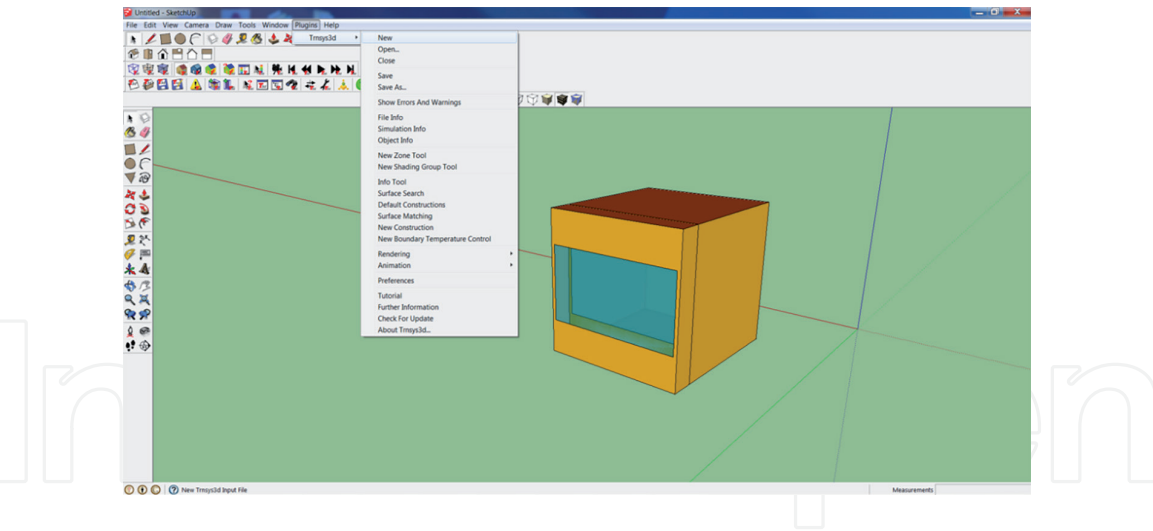 Untitled - SketchUp
File Edit View Camera Draw Tools Window Plugins Help
Trnsys3d
New
Open...
Close
Save
Save As...
Show Errors And Warnings
File Info
Simulation Info
Object Info
New Zone Tool
New Shading Group Tool
Info Tool
Surface Search
Default Constructions
Surface Matching
New Construction
New Boundary Temperature Control
Rendering
Animation
Preferences
Tutorial
Further Information
Check For Update
About Trnsys3d...
New Trnsys3d Input File
Measurements